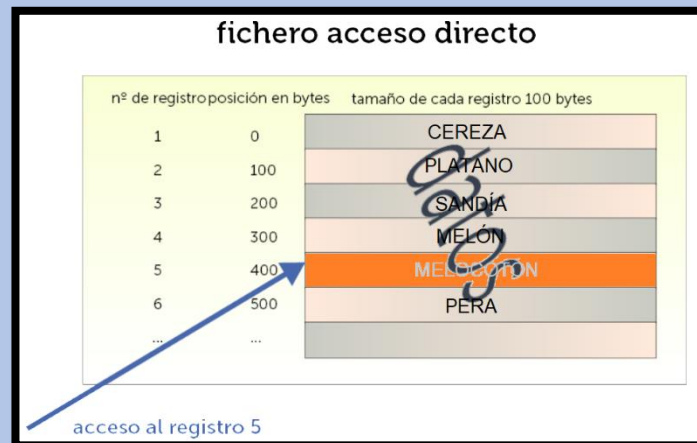 fichero acceso directo
nº de registro posición en bytes tamaño de cada registro 100 bytes
1 0 CEREZA
2 100 PLATANO
3 200 SANDÍA
4 300 MELÓN
5 400 MELOCOTÓN
6 500 PERA
... ...
datos
acceso al registro 5